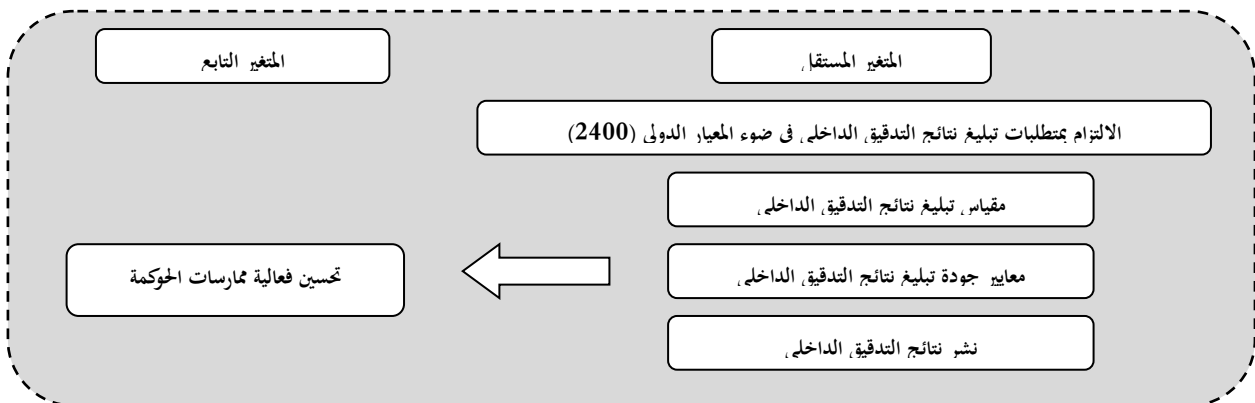 المتغير المستقل
المتغير التابع
الالتزام بمتطلبات تبليغ نتائج التدقيق الداخلي في ضوء المعيار الدولي (2400)
مقياس تبليغ نتائج التدقيق الداخلي
معايير جودة تبليغ نتائج التدقيق الداخلي
تحسين فعالية ممارسات الحوكمة
نشر نتائج التدقيق الداخلي